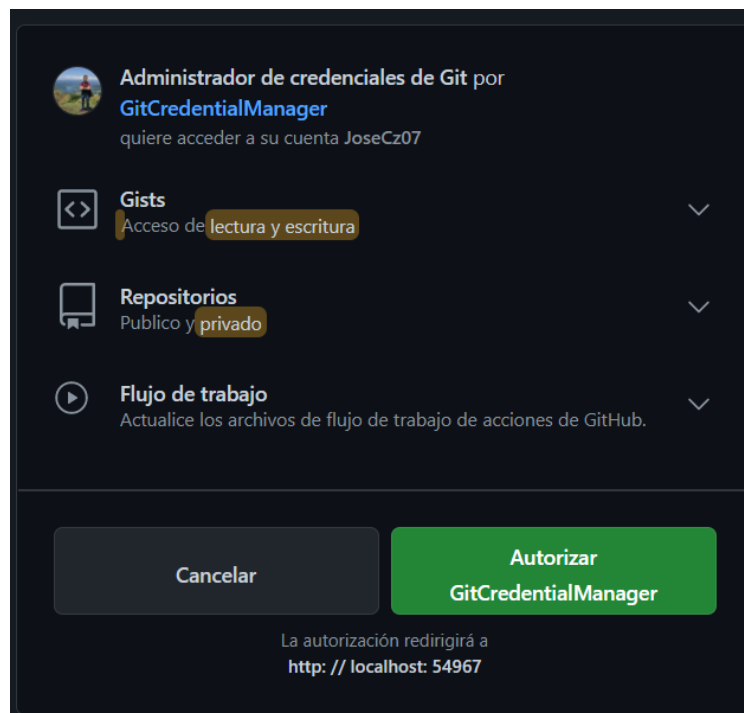 Administrador de credenciales de Git por
GitCredentialManager
quiere acceder a su cuenta JoseCz07
Gists
Acceso de lectura y escritura
Repositorios
Publico y privado
Flujo de trabajo
Actualice los archivos de flujo de trabajo de acciones de GitHub.
Cancelar
Autorizar
GitCredentialManager
La autorización redirigirá a
http: // localhost: 54967